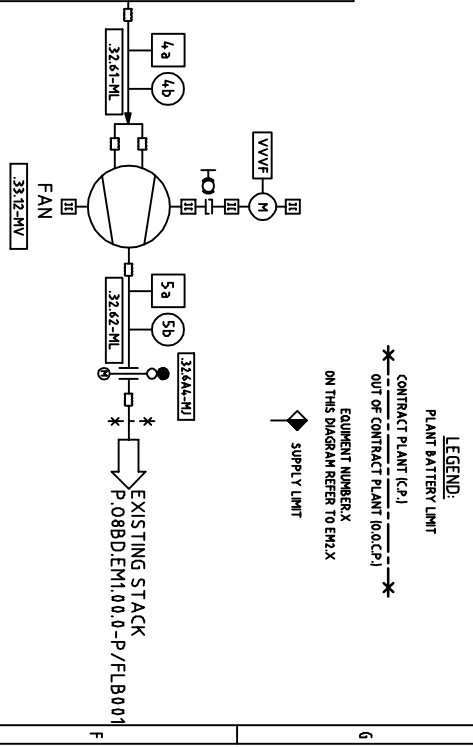 4a
4b
.32.61-ML
VVVF
M
FAN
.33.12-MV
5a
5b
.32.62-ML
.32.6A4-MJ
M
EXISTING STACK
P.08BD.EM1.00.0-P/FLB001
LEGEND:
PLANT BATTERY LIMIT
CONTRACT PLANT (C.P.)
OUT OF CONTRACT PLANT (O.O.C.P.)
EQUIMENT NUMBER.X
ON THIS DIAGRAM REFER TO EM2.X
SUPPLY LIMIT
F
G